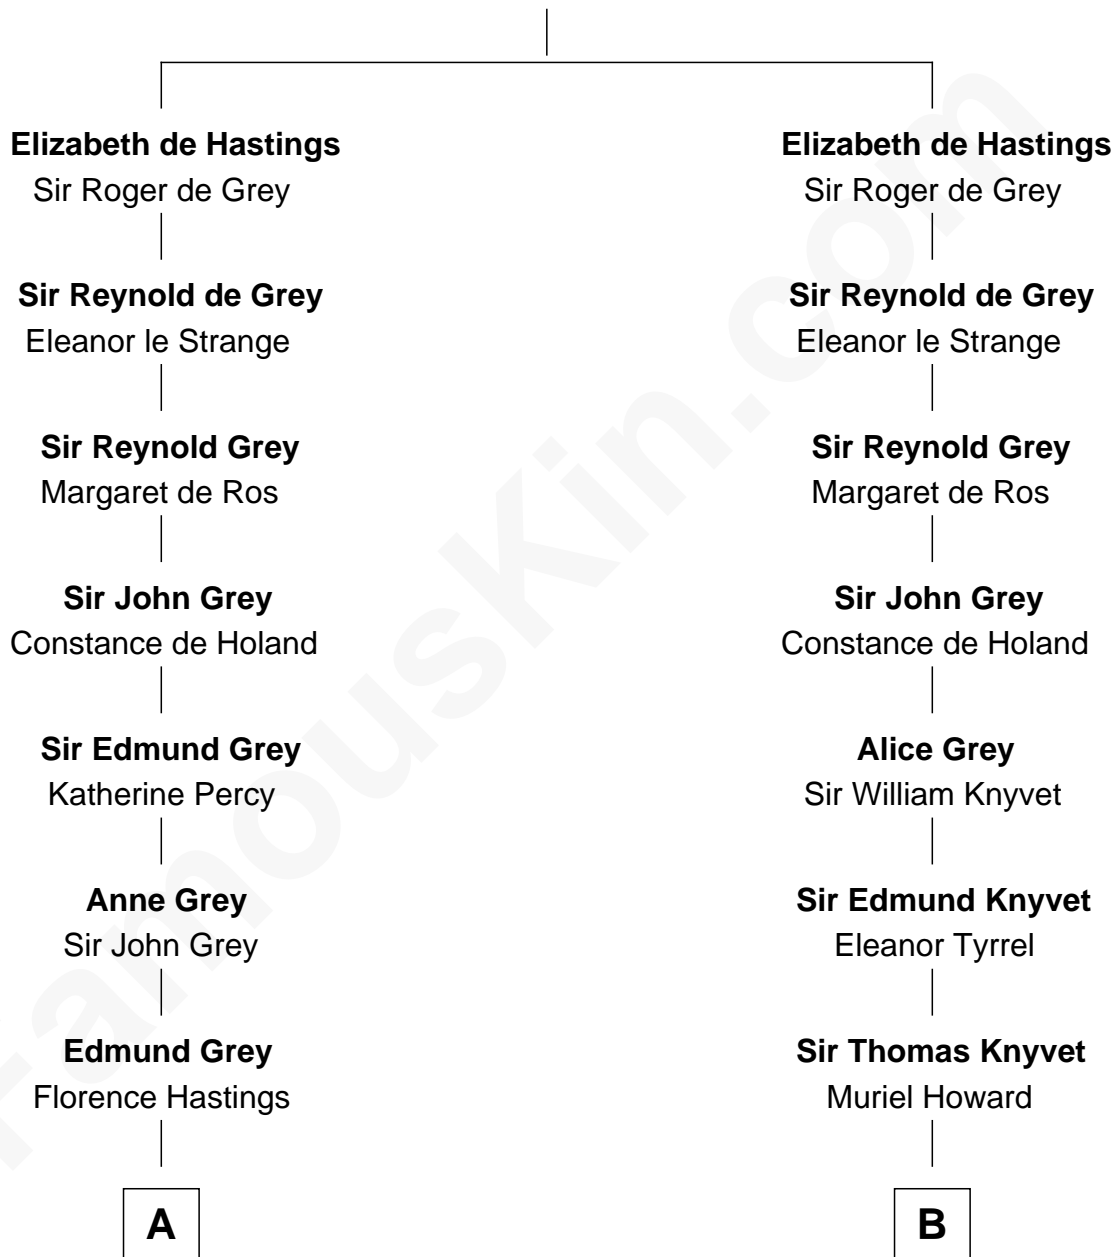 Elizabeth de Hastings
Sir Roger de Grey
Sir Reynold de Grey
Eleanor le Strange
Sir Reynold Grey
Margaret de Ros
Sir John Grey
Constance de Holand
Sir Edmund Grey
Katherine Percy
Anne Grey
Sir John Grey
Edmund Grey
Florence Hastings
A
Elizabeth de Hastings
Sir Roger de Grey
Sir Reynold de Grey
Eleanor le Strange
Sir Reynold Grey
Margaret de Ros
Sir John Grey
Constance de Holand
Alice Grey
Sir William Knyvet
Sir Edmund Knyvet
Eleanor Tyrrel
Sir Thomas Knyvet
Muriel Howard
B
FamousKin.com